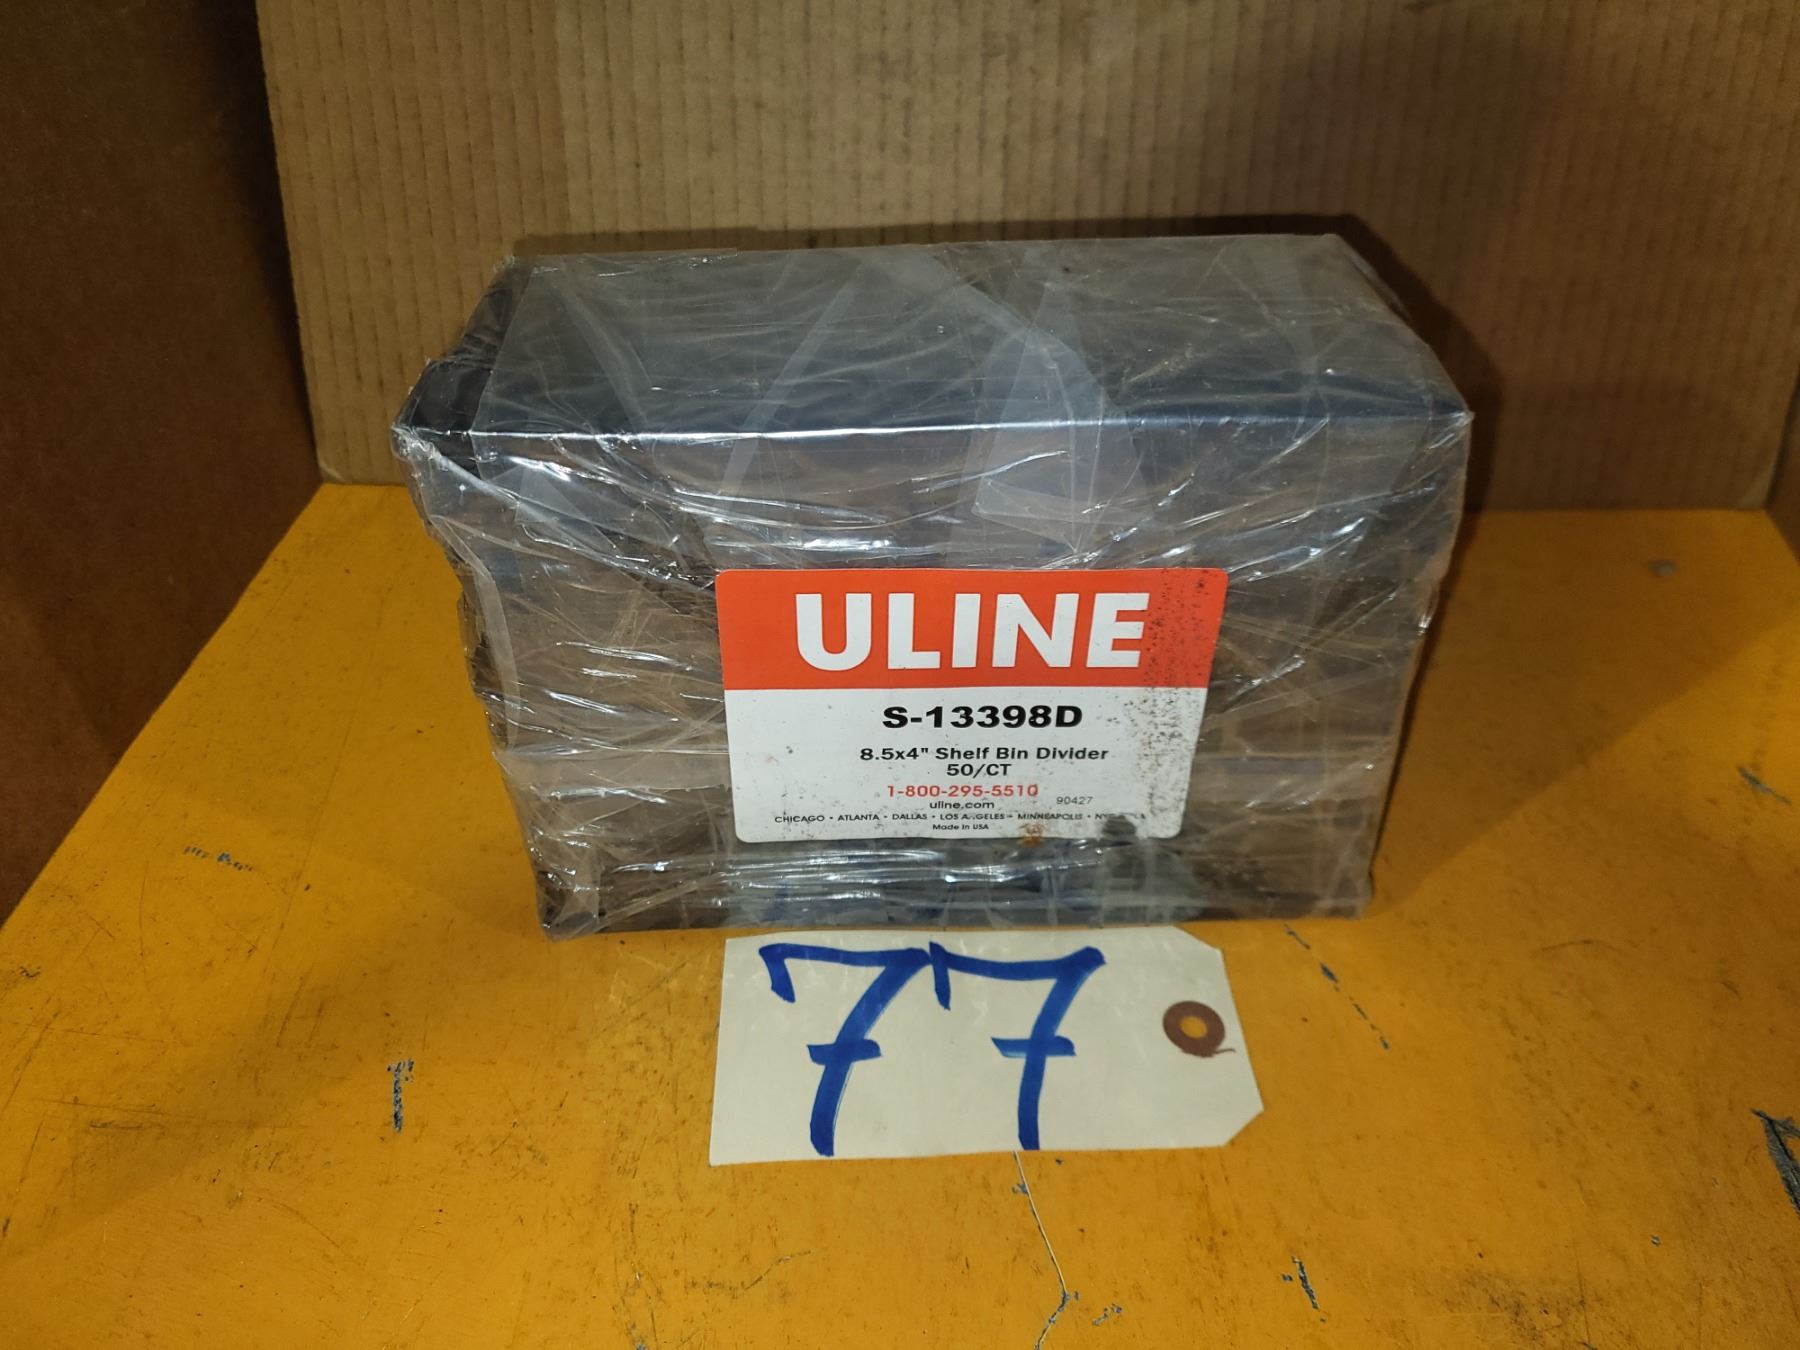 ULINE
S-13398D
8.5x4" Shelf Bin Divider
50/CT
1-800-295-5510
uline.com 90427
CHICAGO • ATLANTA • DALLAS • LOS ANGELES • MINNEAPOLIS •
Made in USA
77